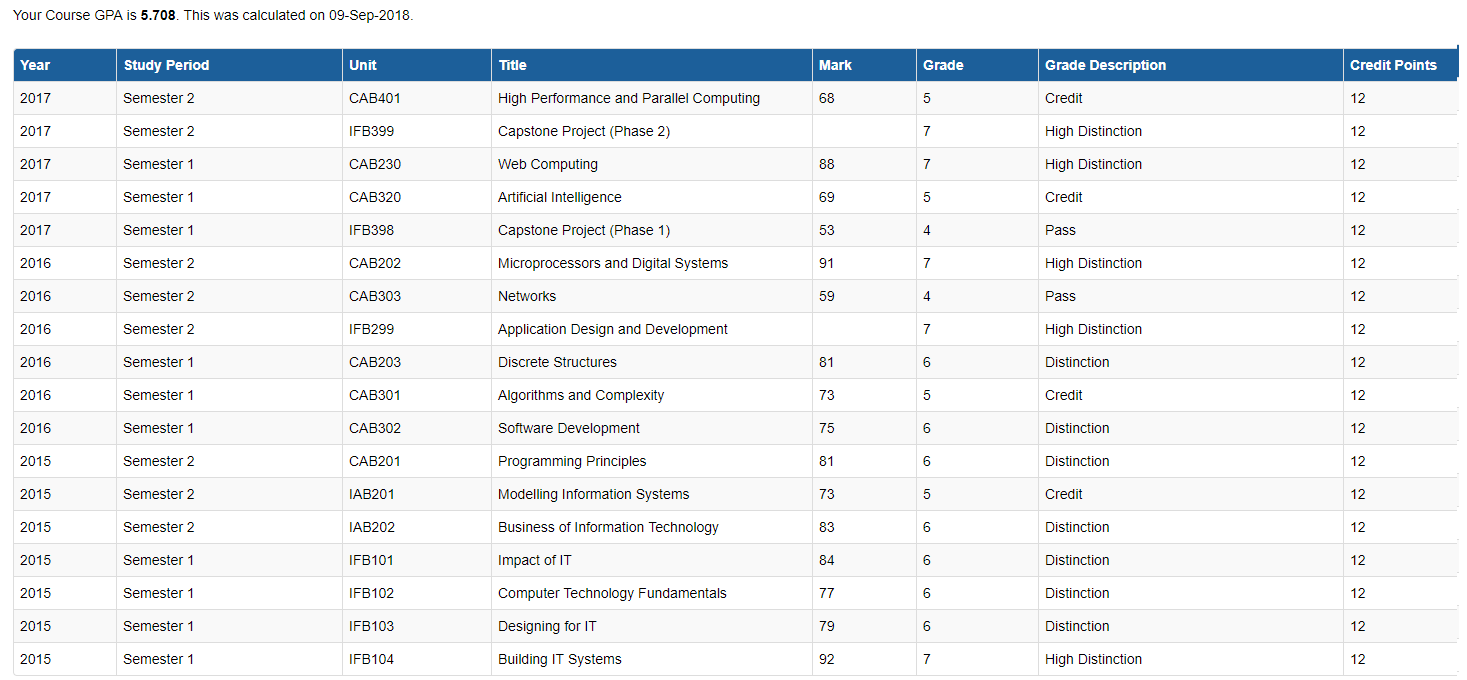 Your Course GPA is 5.708. This was calculated on 09-Sep-2018.
Year Study Period Unit Title Mark Grade Grade Description Credit Points
2017 Semester 2 CAB401 High Performance and Parallel Computing 68 5 Credit 12
2017 Semester 2 IFB399 Capstone Project (Phase 2) 7 High Distinction 12
2017 Semester 1 CAB230 Web Computing 88 7 High Distinction 12
2017 Semester 1 CAB320 Artificial Intelligence 69 5 Credit 12
2017 Semester 1 IFB398 Capstone Project (Phase 1) 53 4 Pass 12
2016 Semester 2 CAB202 Microprocessors and Digital Systems 91 7 High Distinction 12
2016 Semester 2 CAB303 Networks 59 4 Pass 12
2016 Semester 2 IFB299 Application Design and Development 7 High Distinction 12
2016 Semester 1 CAB203 Discrete Structures 81 6 Distinction 12
2016 Semester 1 CAB301 Algorithms and Complexity 73 5 Credit 12
2016 Semester 1 CAB302 Software Development 75 6 Distinction 12
2015 Semester 2 CAB201 Programming Principles 81 6 Distinction 12
2015 Semester 2 IAB201 Modelling Information Systems 73 5 Credit 12
2015 Semester 2 IAB202 Business of Information Technology 83 6 Distinction 12
2015 Semester 1 IFB101 Impact of IT 84 6 Distinction 12
2015 Semester 1 IFB102 Computer Technology Fundamentals 77 6 Distinction 12
2015 Semester 1 IFB103 Designing for IT 79 6 Distinction 12
2015 Semester 1 IFB104 Building IT Systems 92 7 High Distinction 12